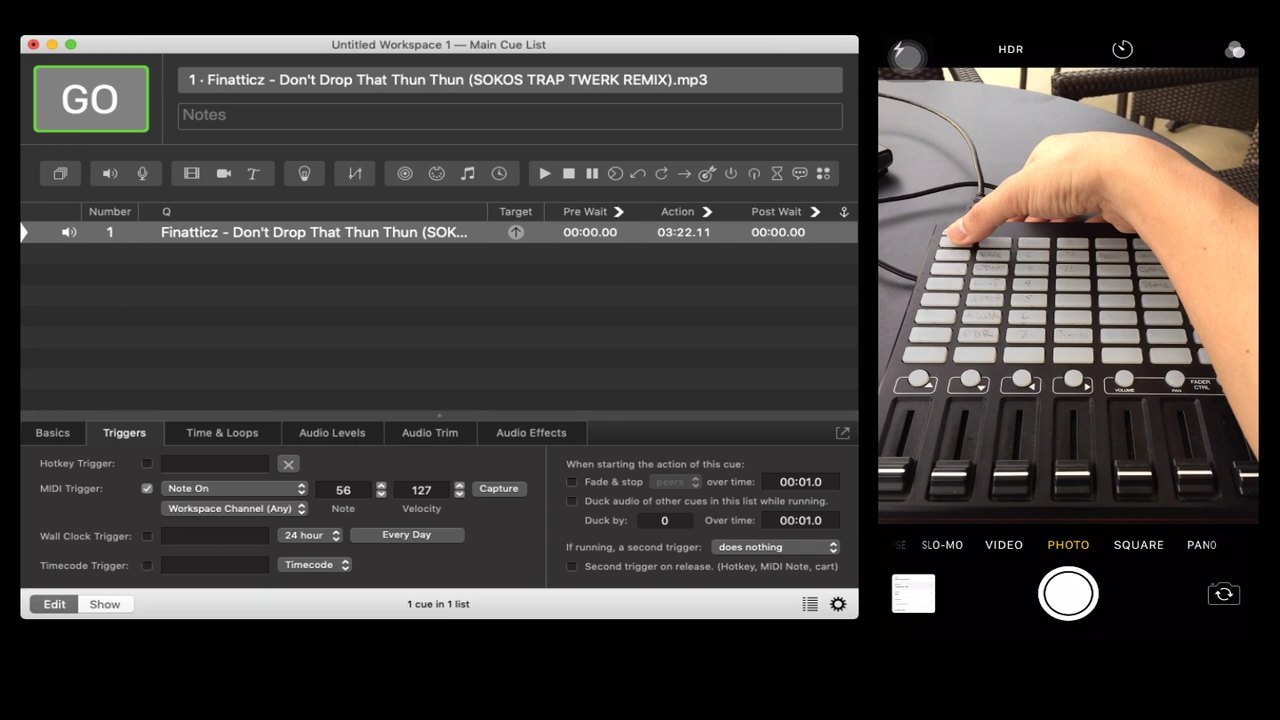 Untitled Workspace 1 — Main Cue List
GO
1 · Finatticz - Don't Drop That Thun Thun (SOKOS TRAP TWERK REMIX).mp3
Notes
Number Q Target Pre Wait Action Post Wait
1 Finatticz - Don't Drop That Thun Thun (SOK... 00:00.00 03:22.11 00:00.00
Basics Triggers Time & Loops Audio Levels Audio Trim Audio Effects
Hotkey Trigger:
MIDI Trigger: Note On 56 127 Capture
Workspace Channel (Any) Note Velocity
Wall Clock Trigger: 24 hour Every Day
Timecode Trigger: Timecode
When starting the action of this cue:
Fade & stop peers over time: 00:01.0
Duck audio of other cues in this list while running.
Duck by: 0 Over time: 00:01.0
If running, a second trigger: does nothing
Second trigger on release. (Hotkey, MIDI Note, cart)
Edit Show 1 cue in 1 list
HDR
VOLUME PAN FADER
CTRL
SLO-MO VIDEO PHOTO SQUARE PANO